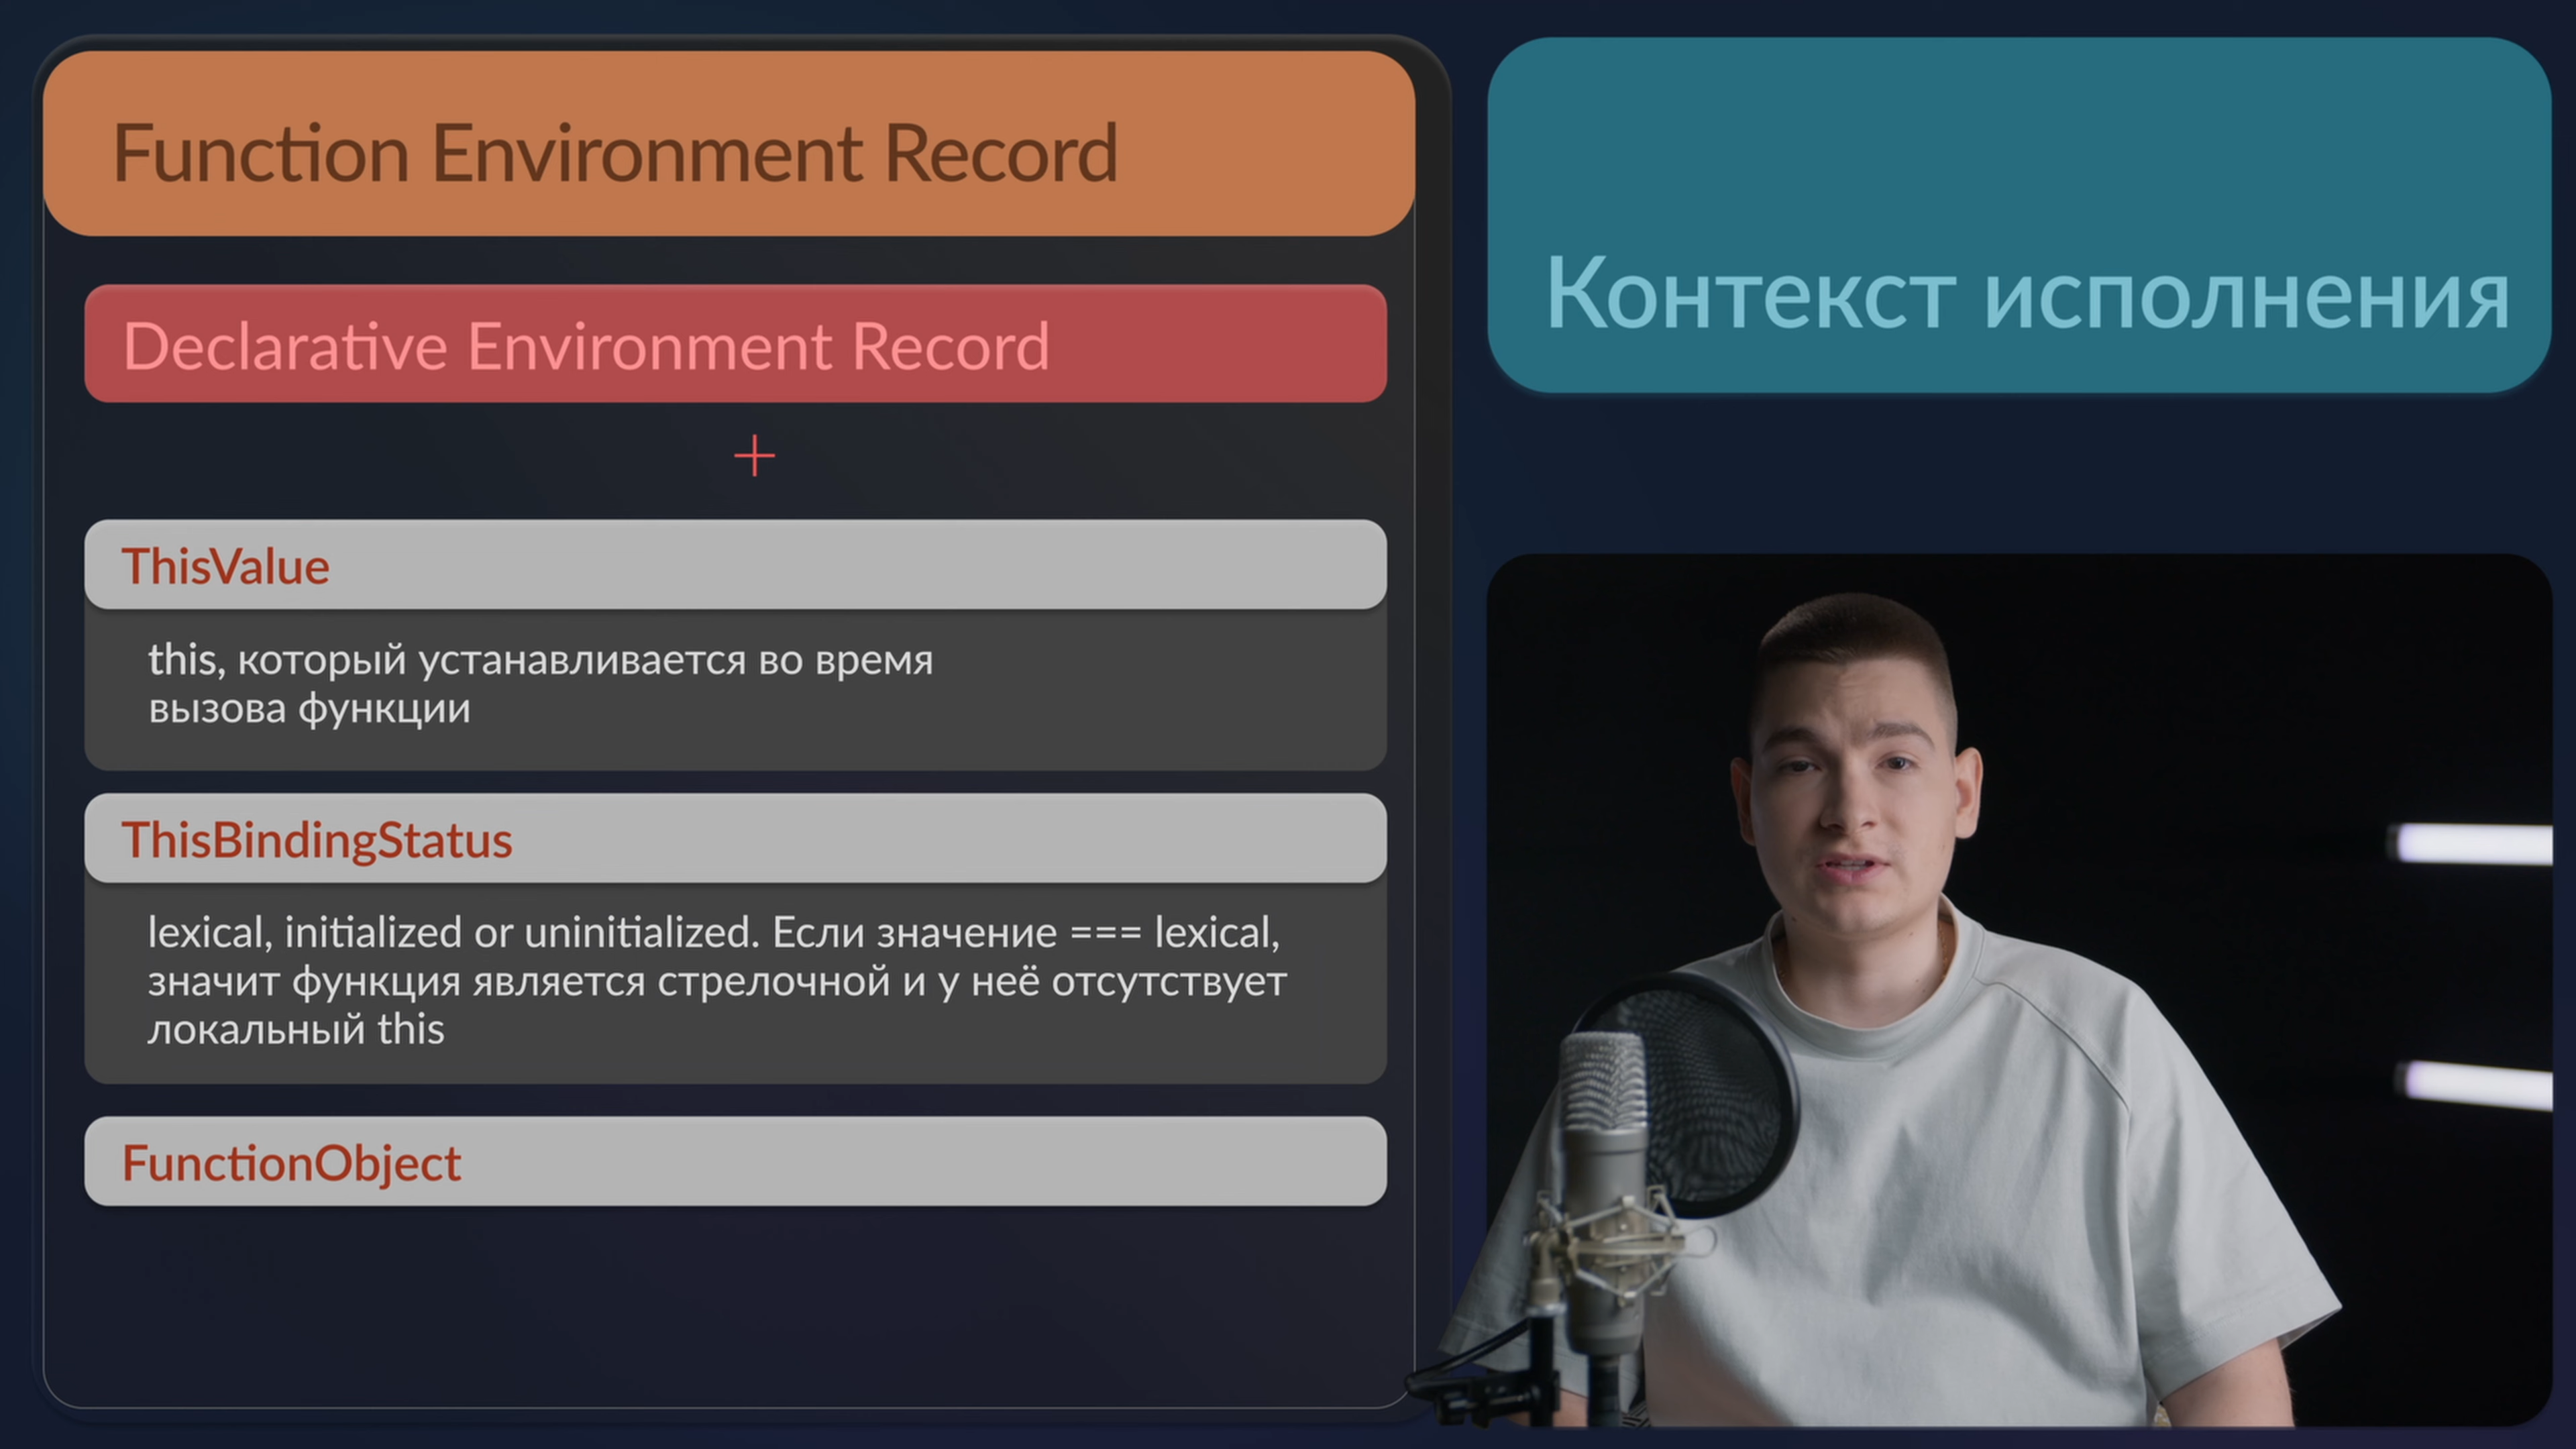 Function Environment Record
Declarative Environment Record
+
ThisValue
this, который устанавливается во время
вызова функции
ThisBindingStatus
lexical, initialized or uninitialized. Если значение === lexical,
значит функция является стрелочной и у неё отсутствует
локальный this
FunctionObject
Контекст исполнения